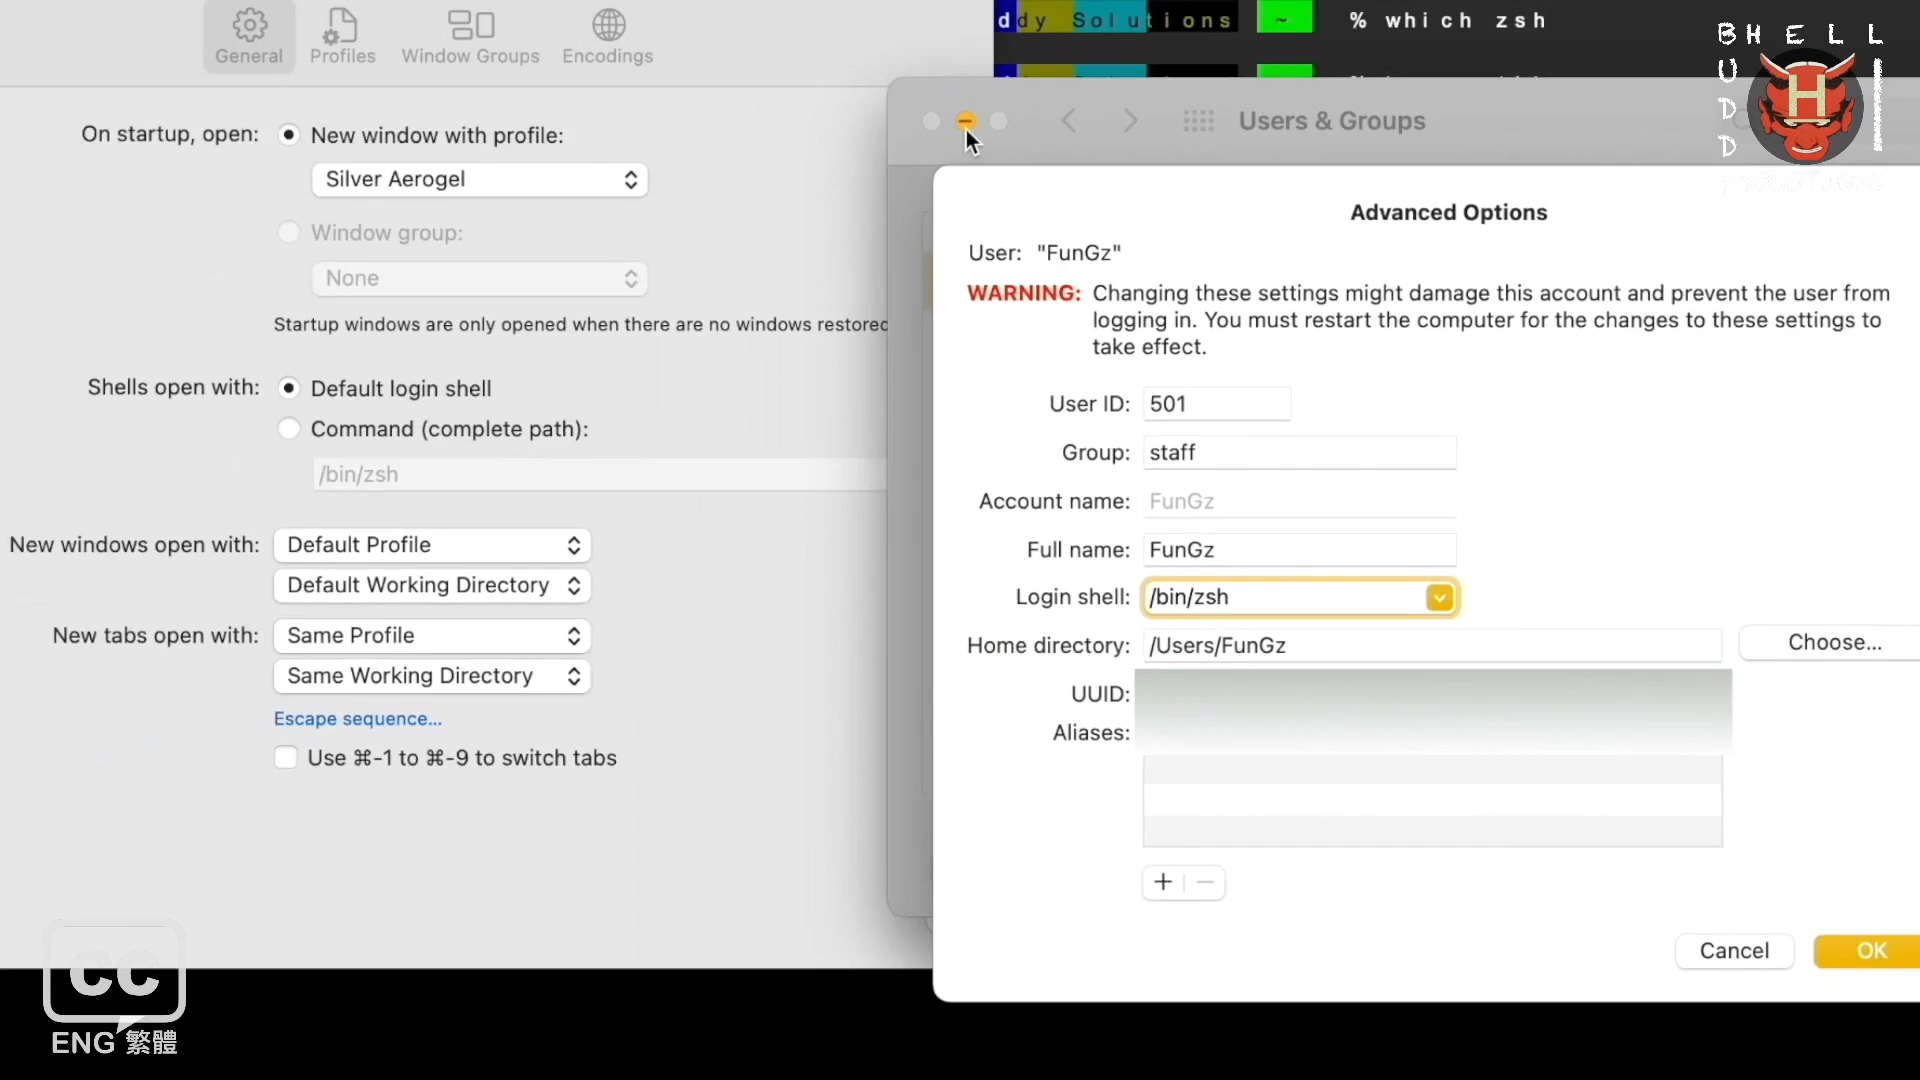 General
Profiles
Window Groups
Encodings
On startup, open:
New window with profile:
Silver Aerogel
Window group:
None
Startup windows are only opened when there are no windows restored
Shells open with:
Default login shell
Command (complete path):
/bin/zsh
New windows open with:
Default Profile
Default Working Directory
New tabs open with:
Same Profile
Same Working Directory
Escape sequence...
Use ⌘-1 to ⌘-9 to switch tabs
ddy Solutions ~ % which zsh
Users & Groups
Advanced Options
User: "FunGz"
WARNING: Changing these settings might damage this account and prevent the user from
logging in. You must restart the computer for the changes to these settings to
take effect.
User ID: 501
Group: staff
Account name: FunGz
Full name: FunGz
Login shell: /bin/zsh
Home directory: /Users/FunGz
Choose...
UUID:
Aliases:
Cancel
OK
BHELL
BUDD
H
CC
ENG 繁體